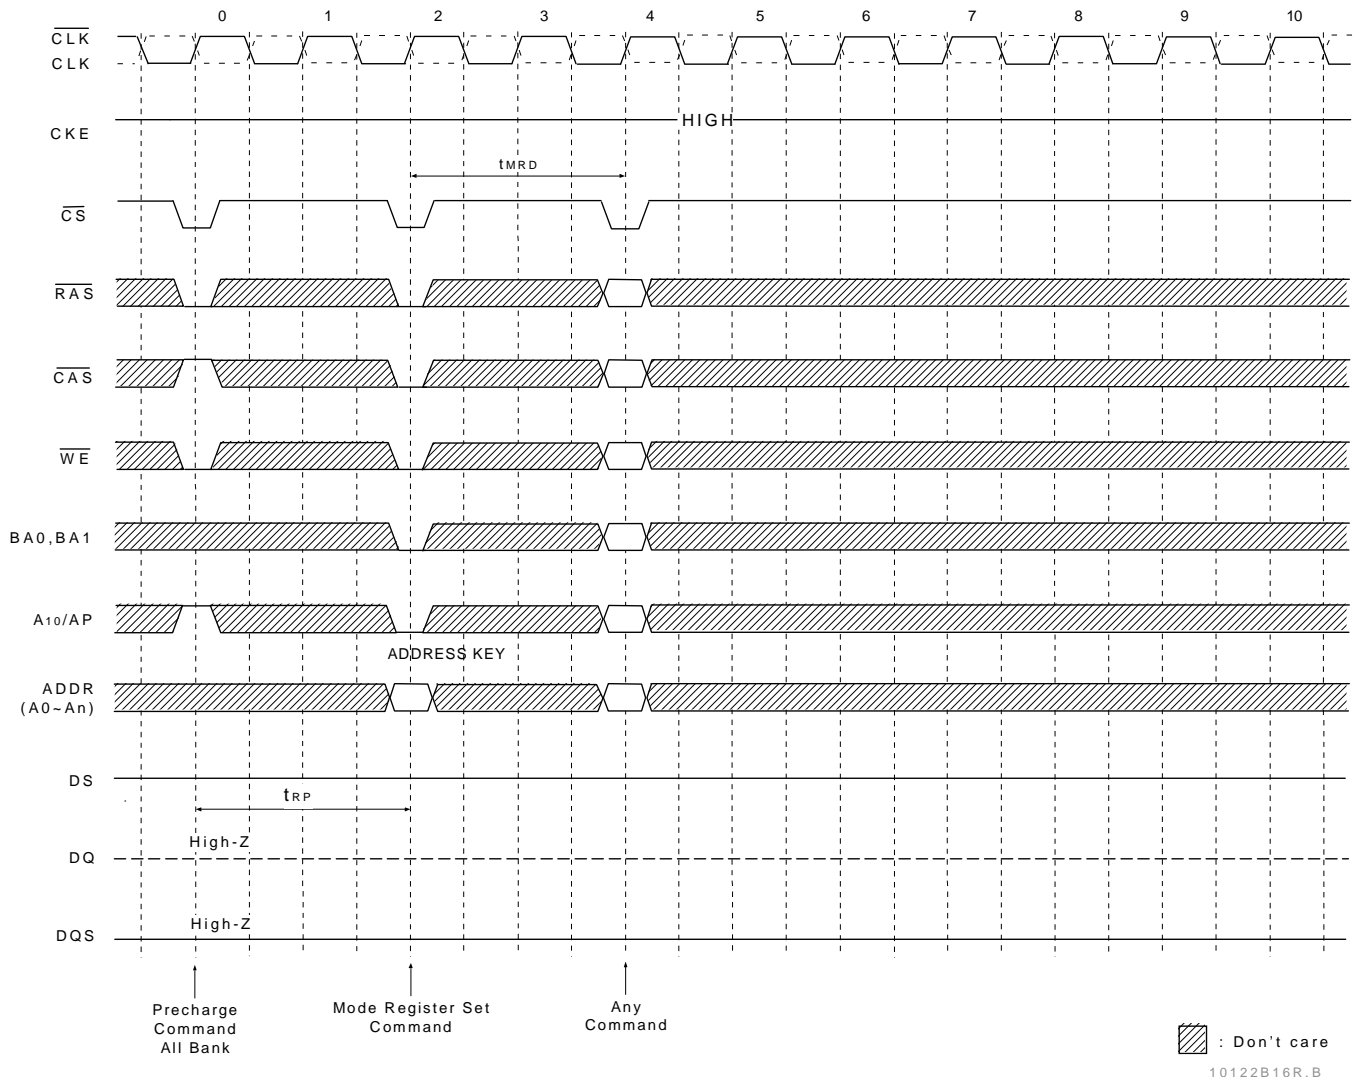 0 1 2 3 4 5 6 7 8 9 10
CLK
CLK
CKE
HIGH
tMRD
CS
RAS
CAS
WE
BA0,BA1
A10/AP
ADDRESS KEY
ADDR
(A0~An)
DS
tRP
High-Z
DQ
High-Z
DQS
Precharge
Command
All Bank
Mode Register Set
Command
Any
Command
: Don't care
10122B16R.B